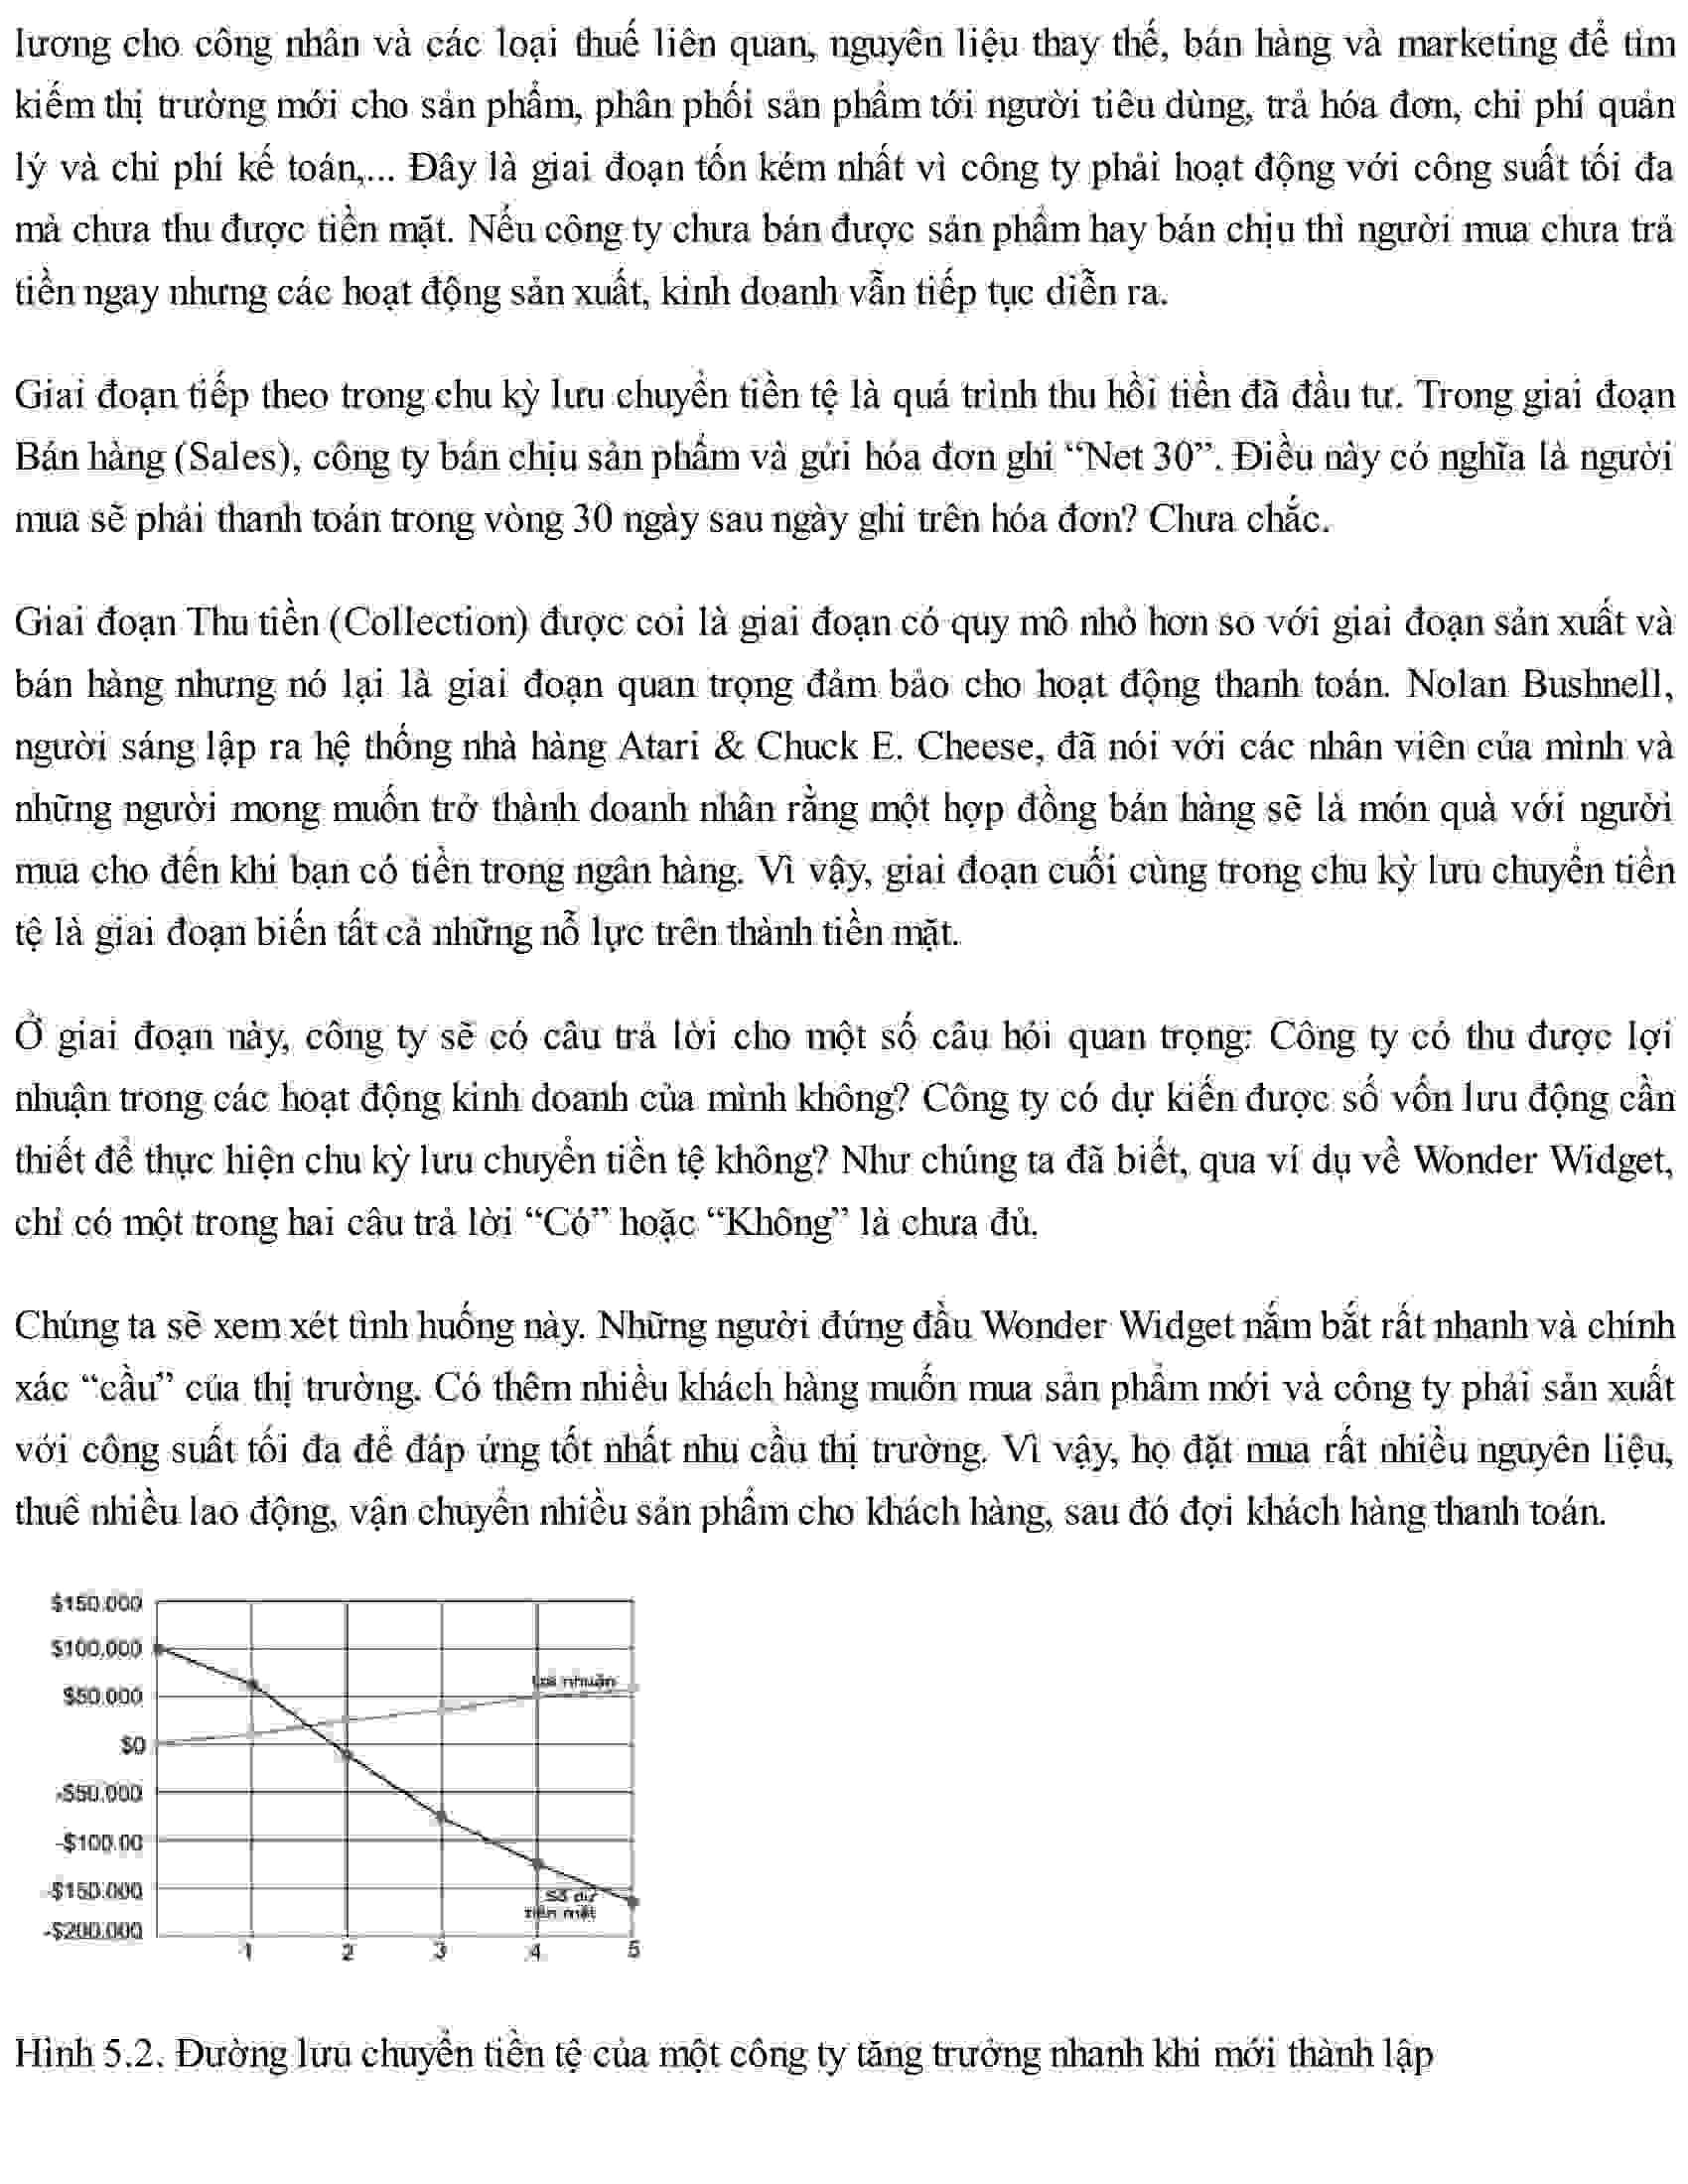 lương cho công nhân và các loại thuế liên quan, nguyên liệu thay thế, bán hàng và marketing để tìm
kiếm thị trường mới cho sản phẩm, phân phối sản phẩm tới người tiêu dùng, trả hóa đơn, chi phí quản
lý và chi phí kế toán,... Đây là giai đoạn tốn kém nhất vì công ty phải hoạt động với công suất tối đa
mà chưa thu được tiền mặt. Nếu công ty chưa bán được sản phẩm hay bán chịu thì người mua chưa trả
tiền ngay nhưng các hoạt động sản xuất, kinh doanh vẫn tiếp tục diễn ra.
Giai đoạn tiếp theo trong chu kỳ lưu chuyển tiền tệ là quá trình thu hồi tiền đã đầu tư. Trong giai đoạn
Bán hàng (Sales), công ty bán chịu sản phẩm và gửi hóa đơn ghi “Net 30”. Điều này có nghĩa là người
mua sẽ phải thanh toán trong vòng 30 ngày sau ngày ghi trên hóa đơn? Chưa chắc.
Giai đoạn Thu tiền (Collection) được coi là giai đoạn có quy mô nhỏ hơn so với giai đoạn sản xuất và
bán hàng nhưng nó lại là giai đoạn quan trọng đảm bảo cho hoạt động thanh toán. Nolan Bushnell,
người sáng lập ra hệ thống nhà hàng Atari & Chuck E. Cheese, đã nói với các nhân viên của mình và
những người mong muốn trở thành doanh nhân rằng một hợp đồng bán hàng sẽ là món quà với người
mua cho đến khi bạn có tiền trong ngân hàng. Vì vậy, giai đoạn cuối cùng trong chu kỳ lưu chuyển tiền
tệ là giai đoạn biến tất cả những nỗ lực trên thành tiền mặt.
Ở giai đoạn này, công ty sẽ có câu trả lời cho một số câu hỏi quan trọng: Công ty có thu được lợi
nhuận trong các hoạt động kinh doanh của mình không? Công ty có dự kiến được số vốn lưu động cần
thiết để thực hiện chu kỳ lưu chuyển tiền tệ không? Như chúng ta đã biết, qua ví dụ về Wonder Widget,
chỉ có một trong hai câu trả lời “Có” hoặc “Không” là chưa đủ.
Chúng ta sẽ xem xét tình huống này. Những người đứng đầu Wonder Widget nắm bắt rất nhanh và chính
xác “cầu” của thị trường. Có thêm nhiều khách hàng muốn mua sản phẩm mới và công ty phải sản xuất
với công suất tối đa để đáp ứng tốt nhất nhu cầu thị trường. Vì vậy, họ đặt mua rất nhiều nguyên liệu,
thuê nhiều lao động, vận chuyển nhiều sản phẩm cho khách hàng, sau đó đợi khách hàng thanh toán.
$150.000
$100.000
$50.000
$0
-$50.000
-$100.00
-$150.000
-$200.000
Lợi nhuận
Số dư
tiền mặt
1 2 3 4 5
Hình 5.2. Đường lưu chuyển tiền tệ của một công ty tăng trưởng nhanh khi mới thành lập